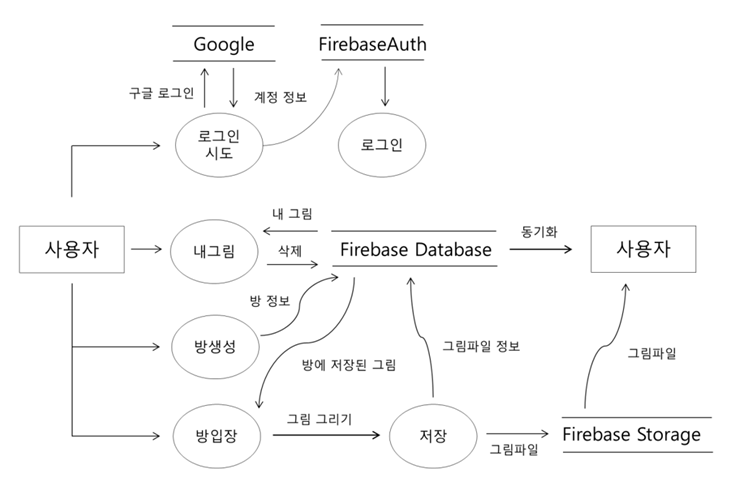 Google
FirebaseAuth
구글 로그인
계정 정보
로그인
시도
로그인
내 그림
사용자
내그림
삭제
Firebase Database
동기화
사용자
방 정보
방생성
방에 저장된 그림
그림파일 정보
그림파일
방입장
그림 그리기
저장
그림파일
Firebase Storage